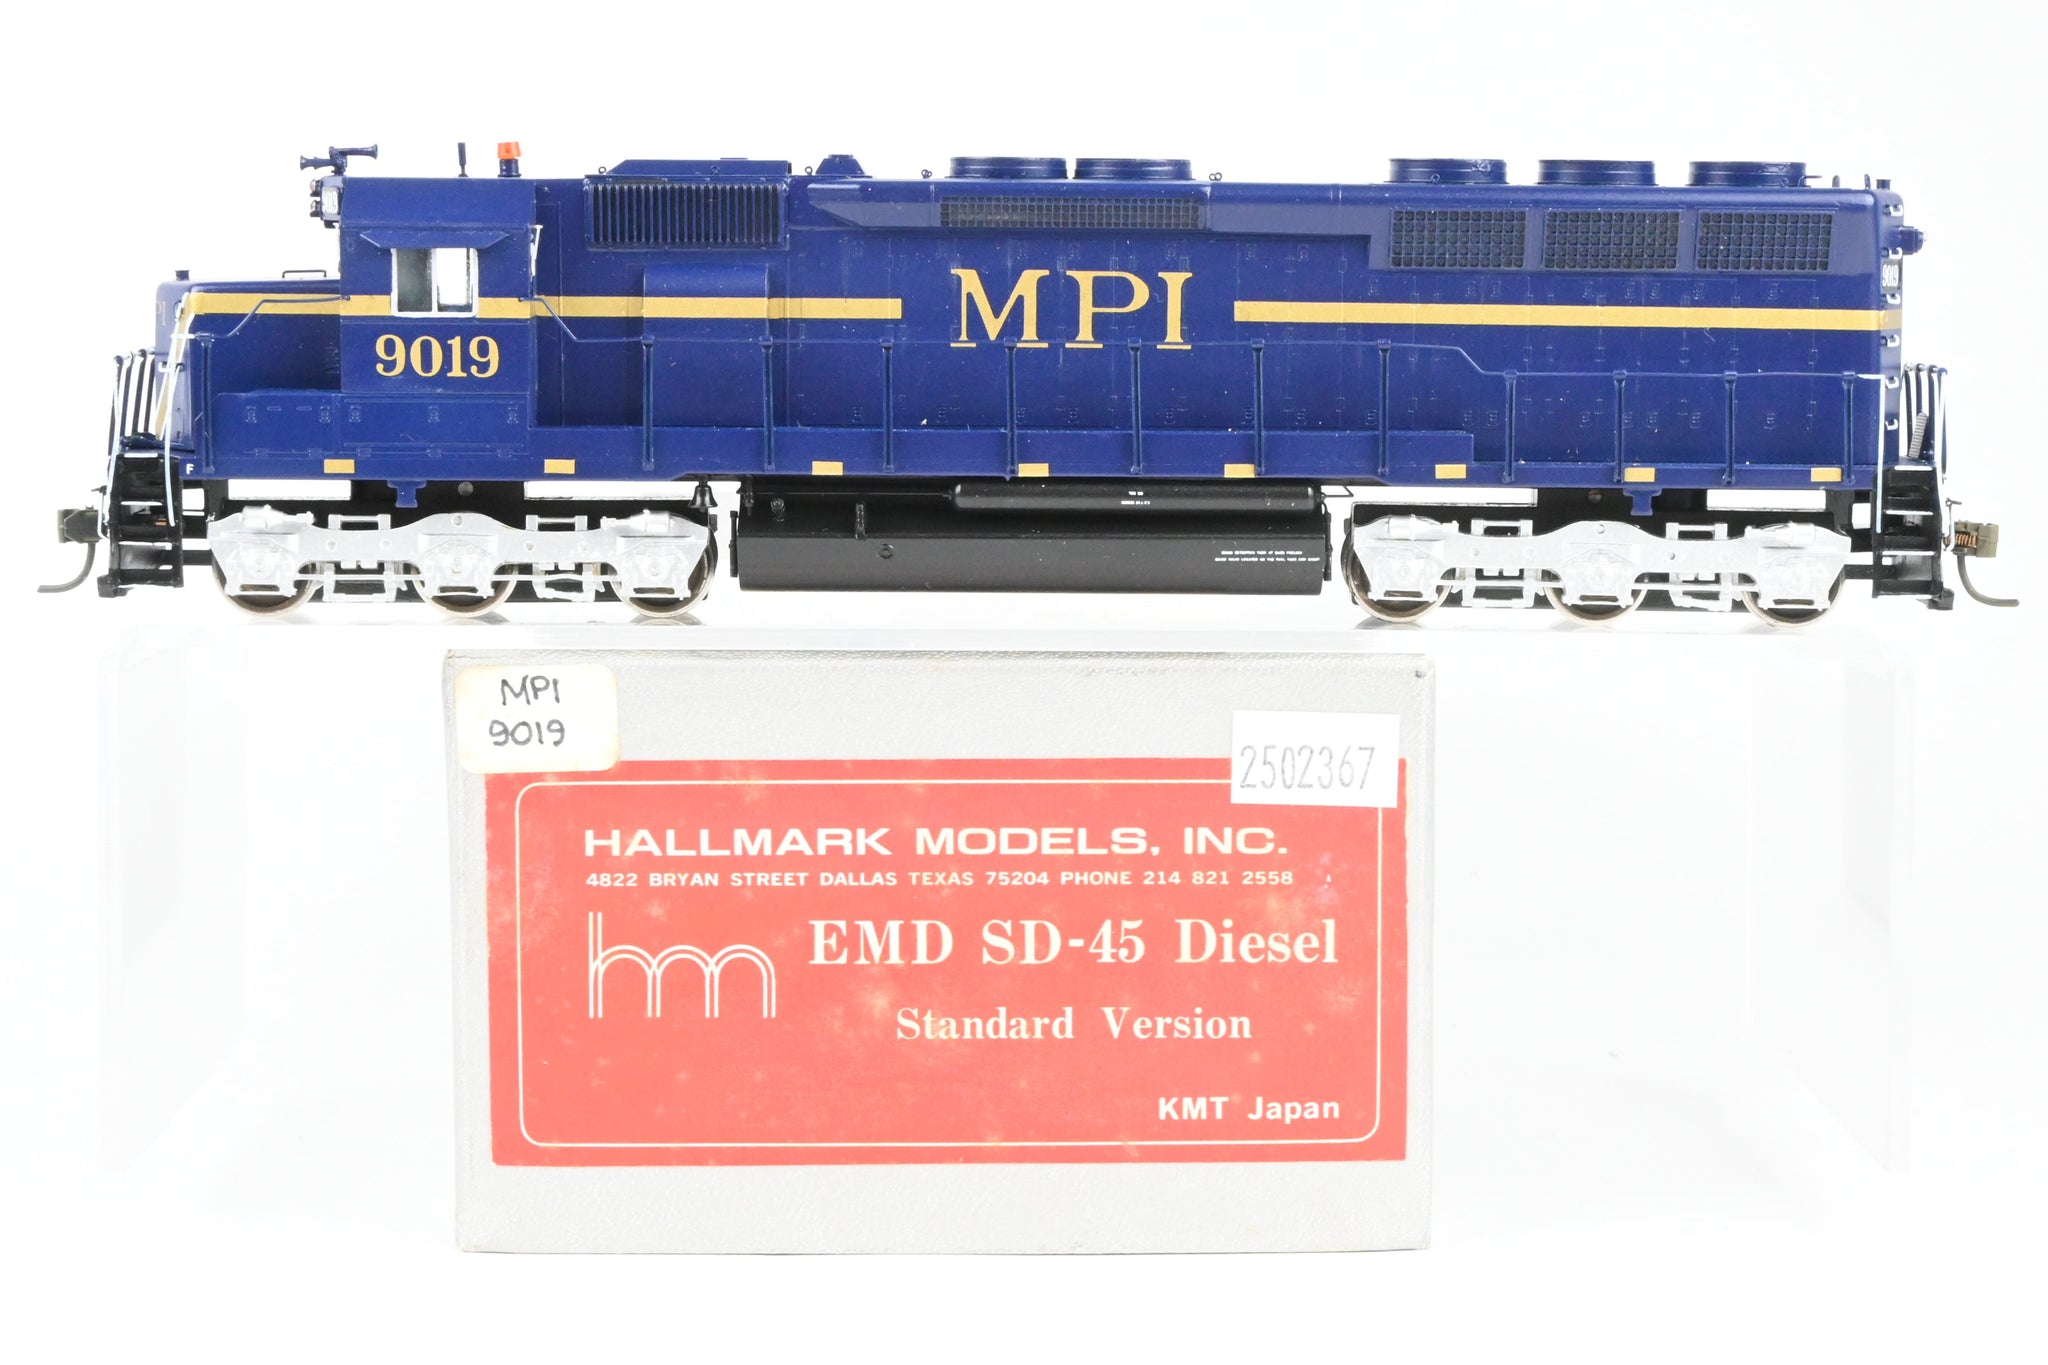 MPI
9019
9019
F
MPI
9019
2502367
HALLMARK MODELS, INC.
4822 BRYAN STREET DALLAS TEXAS 75204 PHONE 214 821 2558
hm
EMD SD-45 Diesel
Standard Version
KMT Japan